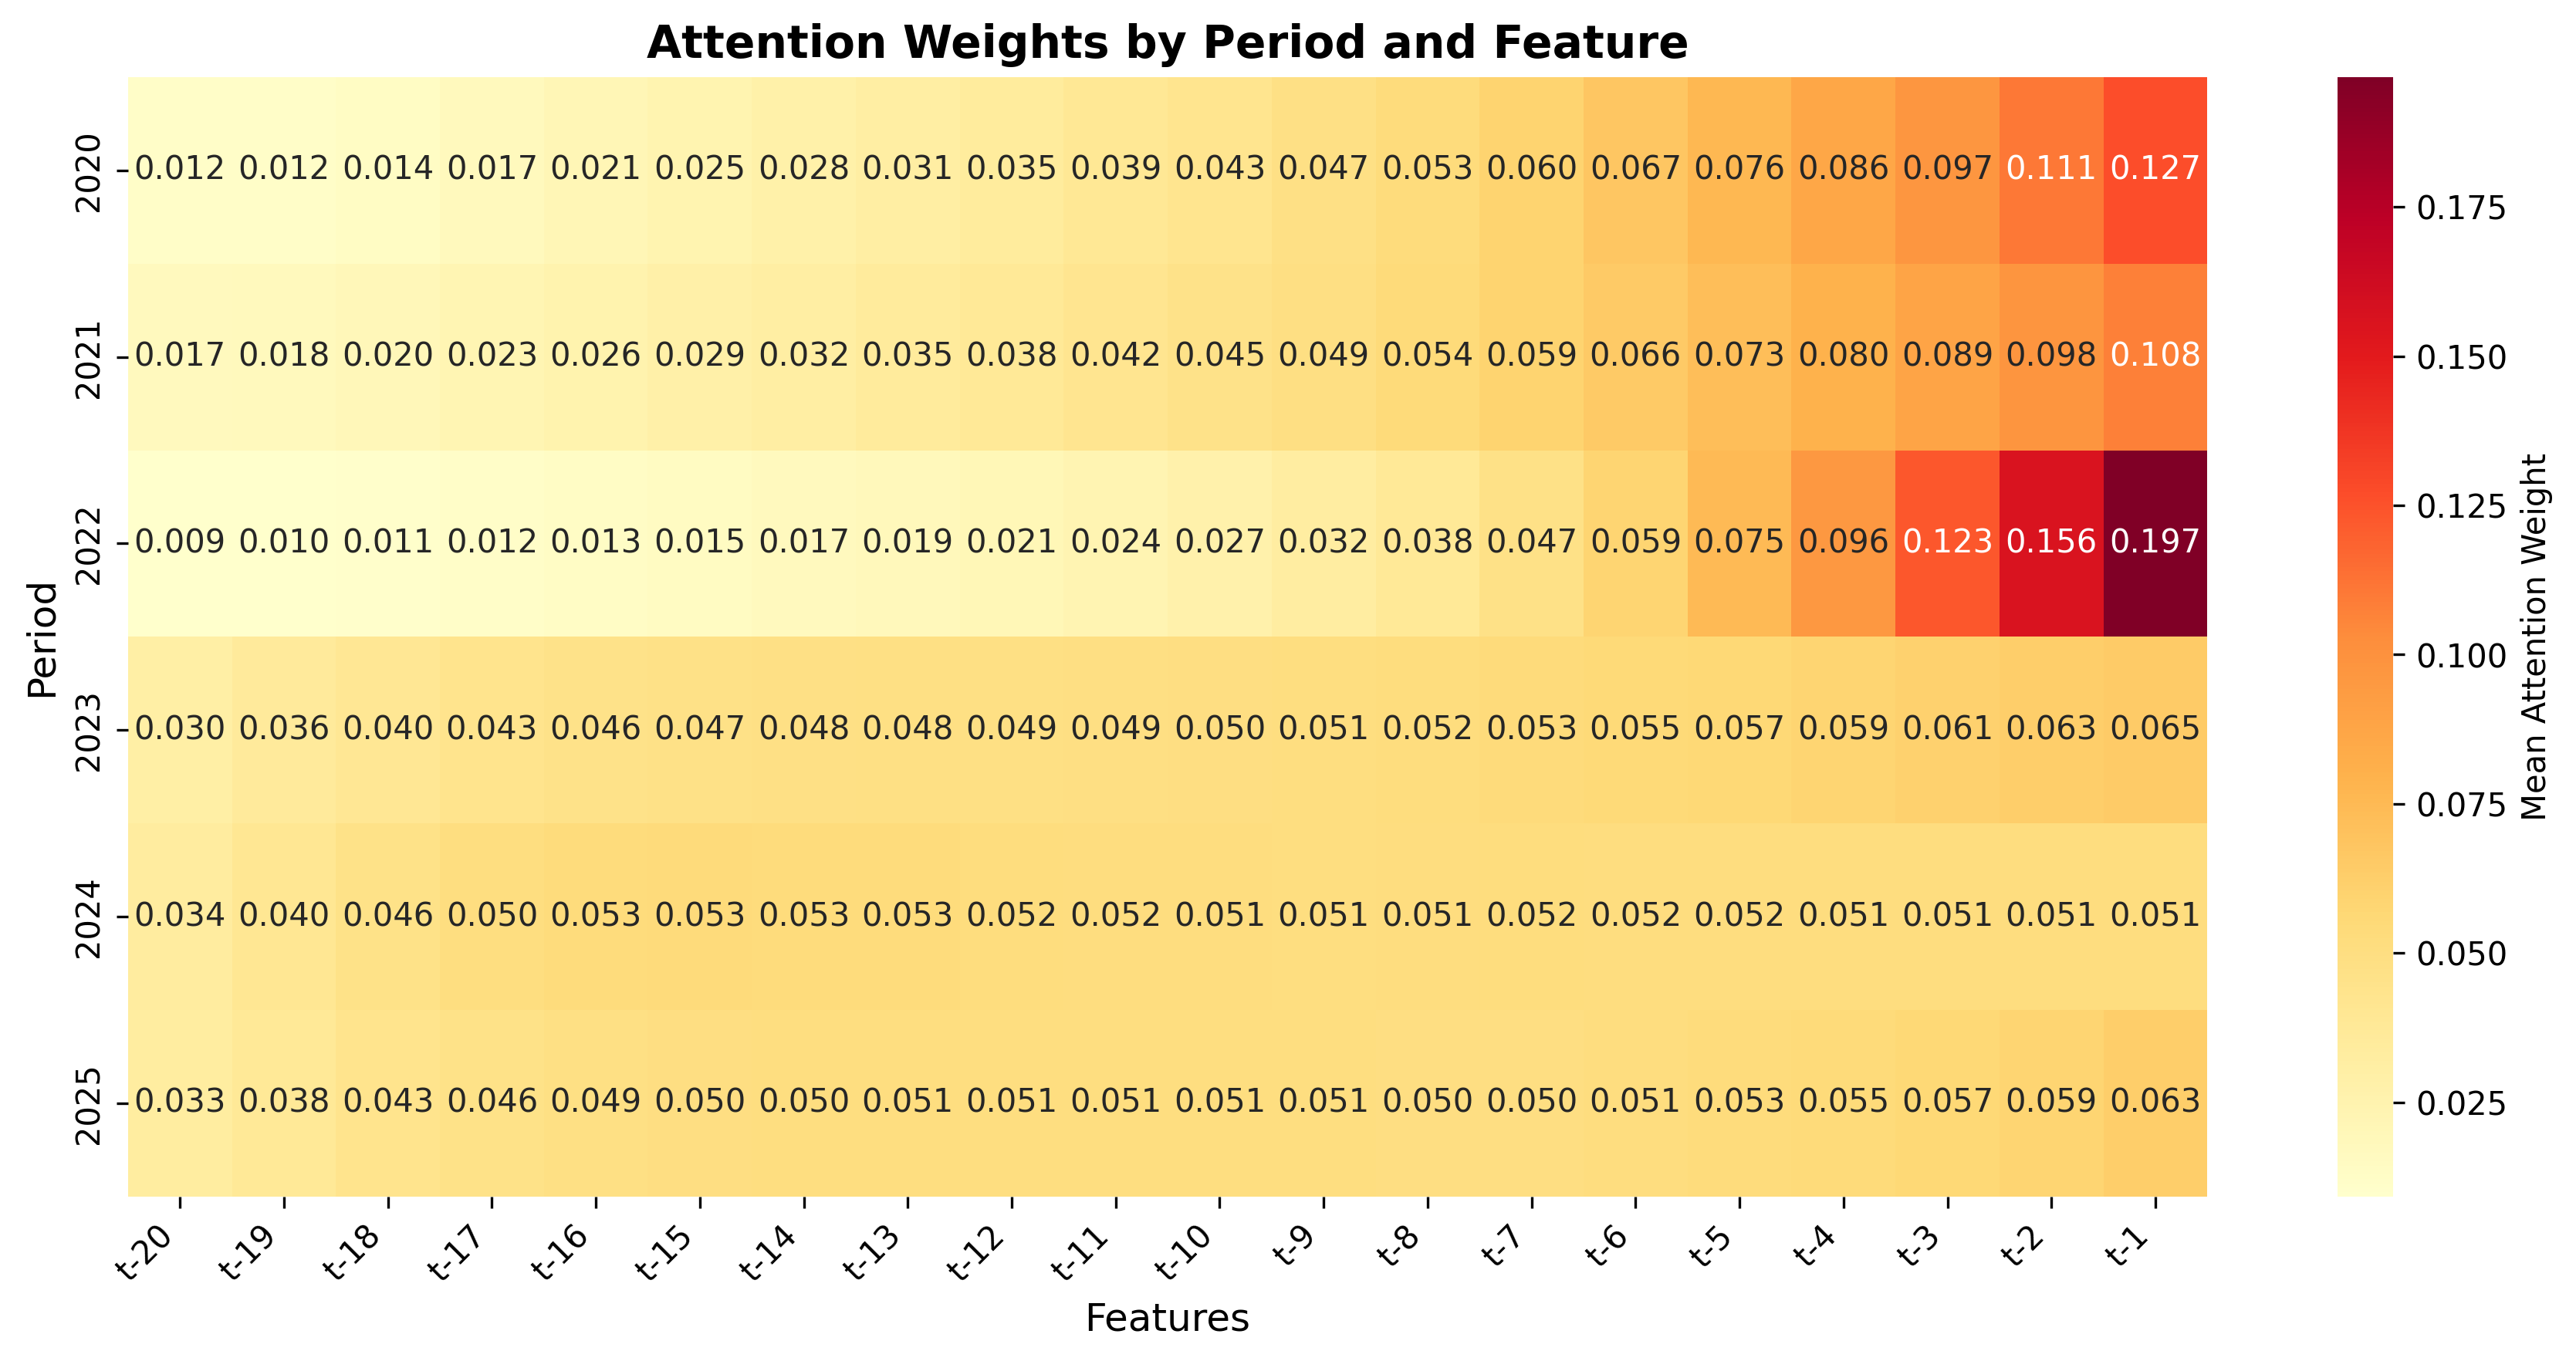 Attention Weights by Period and Feature
Period
2020 0.012 0.012 0.014 0.017 0.021 0.025 0.028 0.031 0.035 0.039 0.043 0.047 0.053 0.060 0.067 0.076 0.086 0.097 0.111 0.127
2021 0.017 0.018 0.020 0.023 0.026 0.029 0.032 0.035 0.038 0.042 0.045 0.049 0.054 0.059 0.066 0.073 0.080 0.089 0.098 0.108
2022 0.009 0.010 0.011 0.012 0.013 0.015 0.017 0.019 0.021 0.024 0.027 0.032 0.038 0.047 0.059 0.075 0.096 0.123 0.156 0.197
2023 0.030 0.036 0.040 0.043 0.046 0.047 0.048 0.048 0.049 0.049 0.050 0.051 0.052 0.053 0.055 0.057 0.059 0.061 0.063 0.065
2024 0.034 0.040 0.046 0.050 0.053 0.053 0.053 0.053 0.052 0.052 0.051 0.051 0.051 0.052 0.052 0.052 0.051 0.051 0.051 0.051
2025 0.033 0.038 0.043 0.046 0.049 0.050 0.050 0.051 0.051 0.051 0.051 0.051 0.050 0.050 0.051 0.053 0.055 0.057 0.059 0.063
t-20 t-19 t-18 t-17 t-16 t-15 t-14 t-13 t-12 t-11 t-10 t-9 t-8 t-7 t-6 t-5 t-4 t-3 t-2 t-1
Features
0.175
0.150
0.125
0.100
0.075
0.050
0.025
Mean Attention Weight